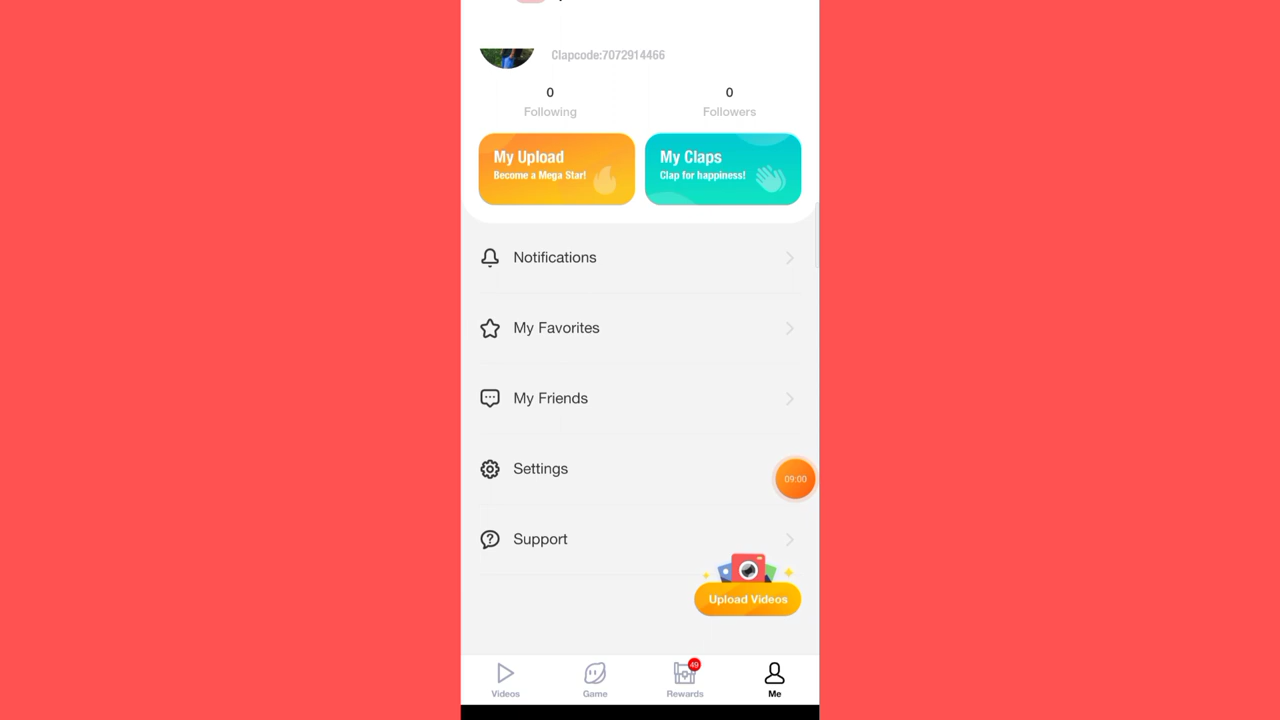 Clapcode:7072914466
0
Following
0
Followers
My Upload
Become a Mega Star!
My Claps
Clap for happiness!
Notifications
My Favorites
My Friends
Settings
09:00
Support
Upload Videos
49
Videos
Game
Rewards
Me